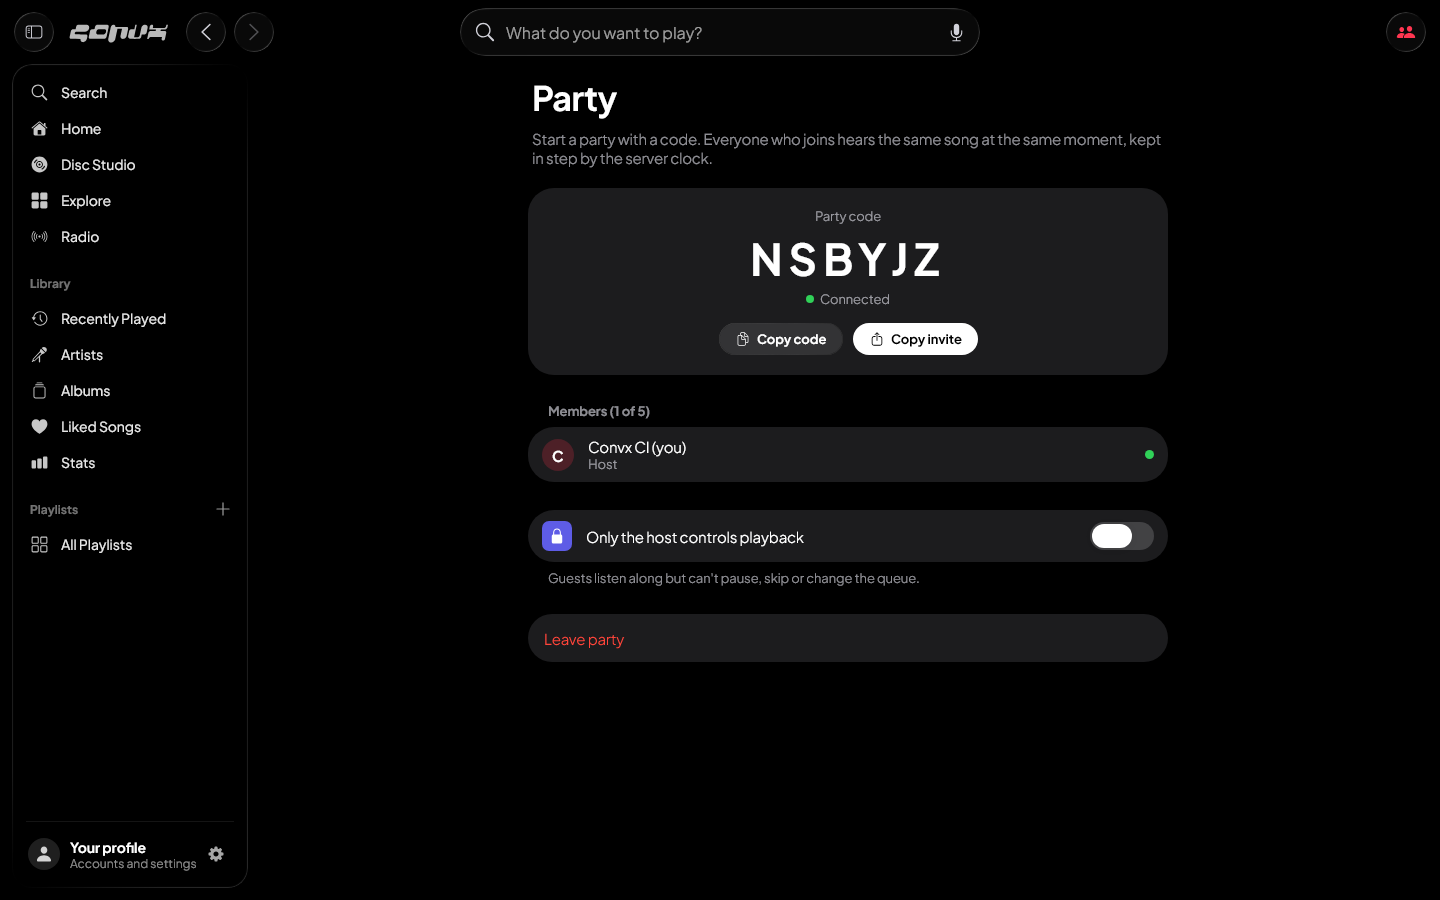 What do you want to play?
Search
Home
Disc Studio
Explore
Radio
Library
Recently Played
Artists
Albums
Liked Songs
Stats
Playlists
All Playlists
Your profile
Accounts and settings
Party
Start a party with a code. Everyone who joins hears the same song at the same moment, kept
in step by the server clock.
Party code
NSBYJZ
Connected
Copy code
Copy invite
Members (1 of 5)
C
Convx CI (you)
Host
Only the host controls playback
Guests listen along but can't pause, skip or change the queue.
Leave party